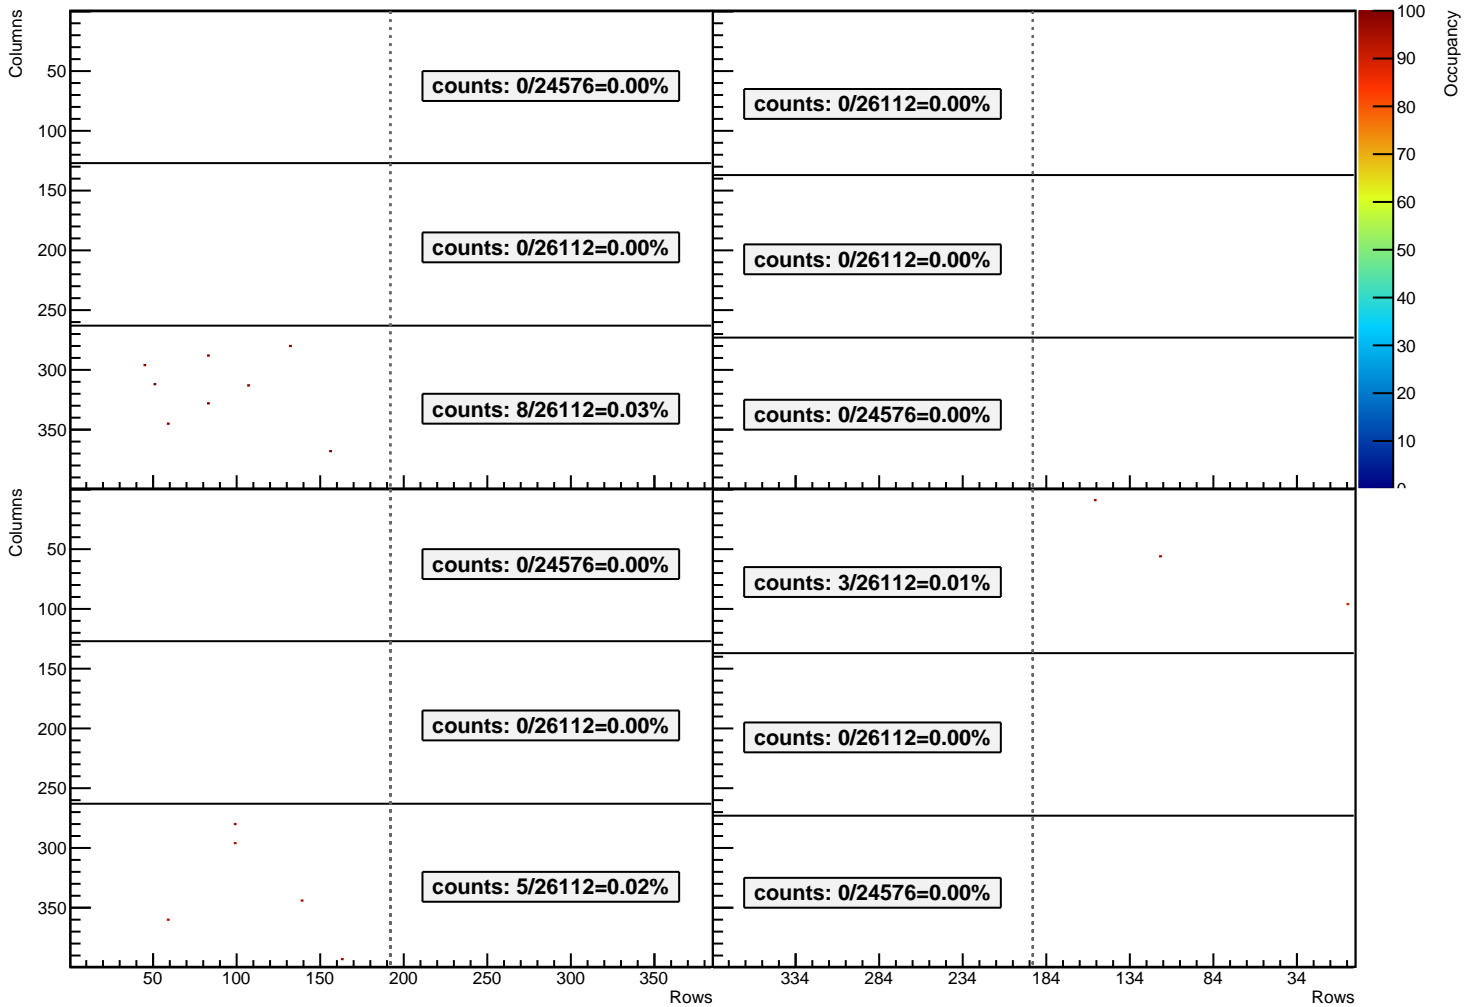 Columns
50
100
150
200
250
300
350
counts: 0/24576=0.00%
counts: 0/26112=0.00%
counts: 8/26112=0.03%
counts: 0/26112=0.00%
counts: 0/26112=0.00%
counts: 0/24576=0.00%
100
90
80
70
60
50
40
30
20
10
0
Occupancy
Columns
50
100
150
200
250
300
350
counts: 0/24576=0.00%
counts: 0/26112=0.00%
counts: 5/26112=0.02%
50 100 150 200 250 300 350
Rows
counts: 3/26112=0.01%
counts: 0/26112=0.00%
counts: 0/24576=0.00%
334 284 234 184 134 84 34
Rows